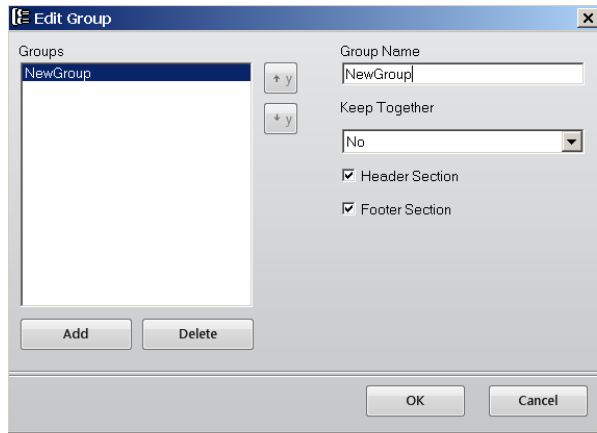 Edit Group
Groups
NewGroup
y
y
Add
Delete
Group Name
NewGroup
Keep Together
No
Header Section
Footer Section
OK
Cancel